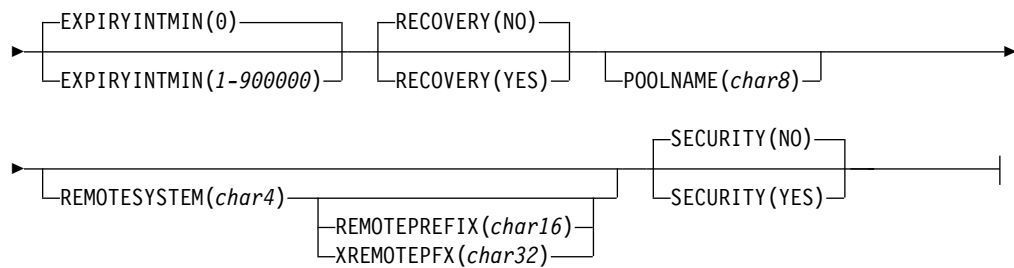 EXPIRYINTMIN(0) RECOVERY(NO)
EXPIRYINTMIN(1-900000) RECOVERY(YES) POOLNAME(char8)
SECURITY(NO)
REMOTESYSTEM(char4) SECURITY(YES)
REMOTEPREFIX(char16)
XREMOTEPFX(char32)